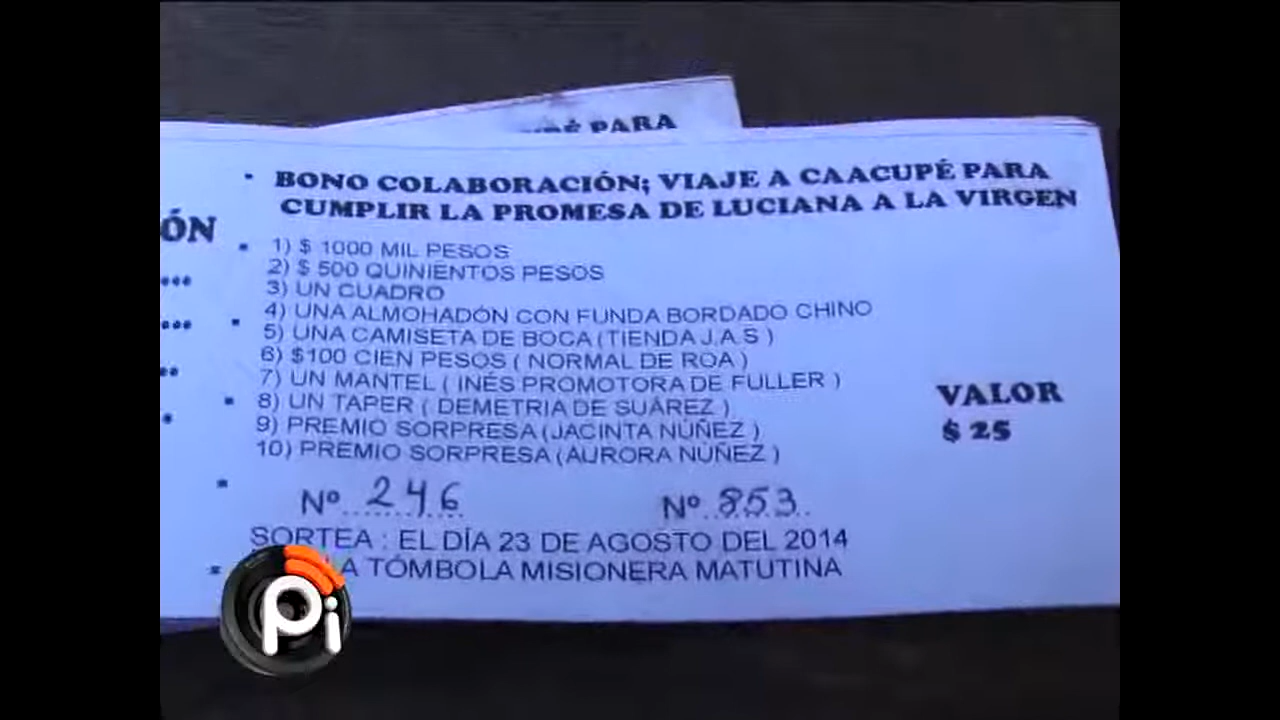 PARA
BONO COLABORACIÓN; VIAJE A CAACUPÉ PARA
CUMPLIR LA PROMESA DE LUCIANA A LA VIRGEN
ÓN
1) $ 1000 MIL PESOS
2) $ 500 QUINIENTOS PESOS
3) UN CUADRO
4) UNA ALMOHADÓN CON FUNDA BORDADO CHINO
5) UNA CAMISETA DE BOCA (TIENDA J.A.S )
6) $100 CIEN PESOS ( NORMAL DE ROA )
7) UN MANTEL ( INÉS PROMOTORA DE FULLER )
8) UN TAPER ( DEMETRIA DE SUÁREZ )
9) PREMIO SORPRESA (JACINTA NÚÑEZ )
10) PREMIO SORPRESA (AURORA NÚÑEZ )
VALOR
$ 25
Nº 246 Nº 853
SORTEA : EL DÍA 23 DE AGOSTO DEL 2014
A TÓMBOLA MISIONERA MATUTINA
pi